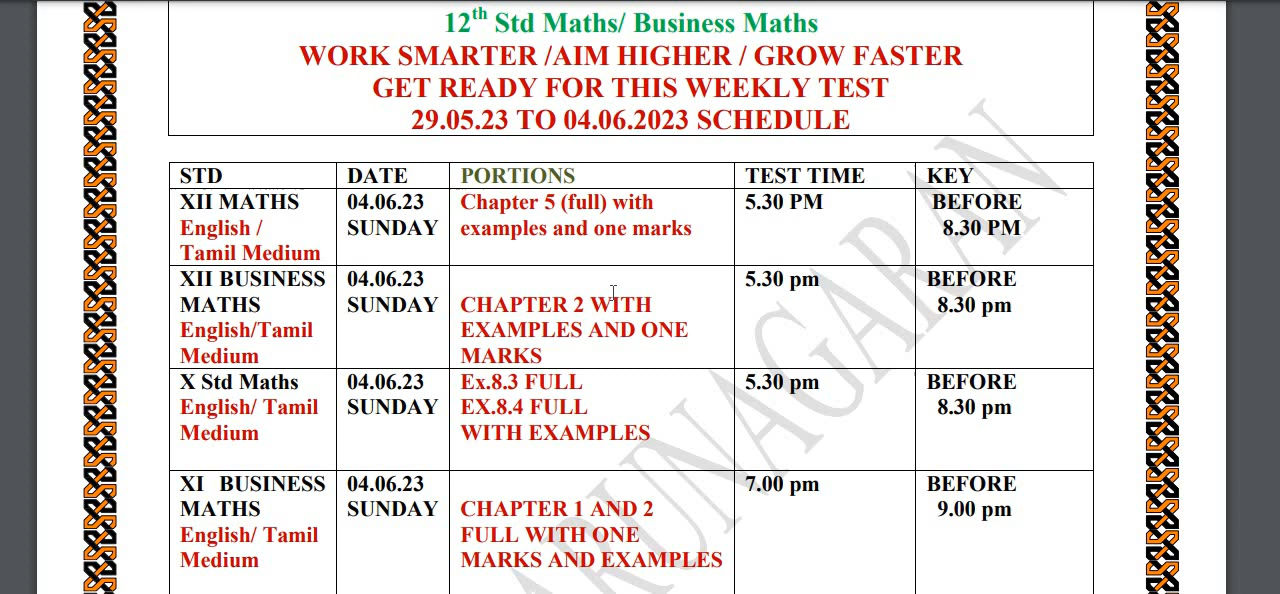 12th Std Maths/ Business Maths
WORK SMARTER /AIM HIGHER / GROW FASTER
GET READY FOR THIS WEEKLY TEST
29.05.23 TO 04.06.2023 SCHEDULE
STD DATE PORTIONS TEST TIME KEY
XII MATHS 04.06.23 Chapter 5 (full) with 5.30 PM BEFORE
English / SUNDAY examples and one marks 8.30 PM
Tamil Medium
XII BUSINESS 04.06.23 5.30 pm BEFORE
MATHS SUNDAY CHAPTER 2 WITH 8.30 pm
English/Tamil EXAMPLES AND ONE
Medium MARKS
X Std Maths 04.06.23 Ex.8.3 FULL 5.30 pm BEFORE
English/ Tamil SUNDAY EX.8.4 FULL 8.30 pm
Medium WITH EXAMPLES
XI BUSINESS 04.06.23 7.00 pm BEFORE
MATHS SUNDAY CHAPTER 1 AND 2 9.00 pm
English/ Tamil FULL WITH ONE
Medium MARKS AND EXAMPLES
ARUNAGARAN